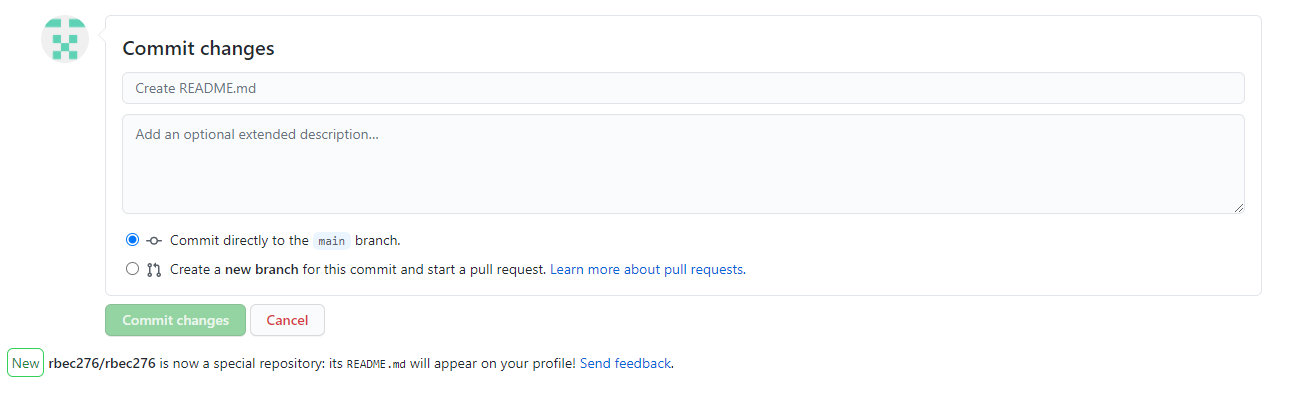 Commit changes
Create README.md
Add an optional extended description...
Commit directly to the main branch.
Create a new branch for this commit and start a pull request. Learn more about pull requests.
Commit changes Cancel
New rbec276/rbec276 is now a special repository: its README.md will appear on your profile! Send feedback.